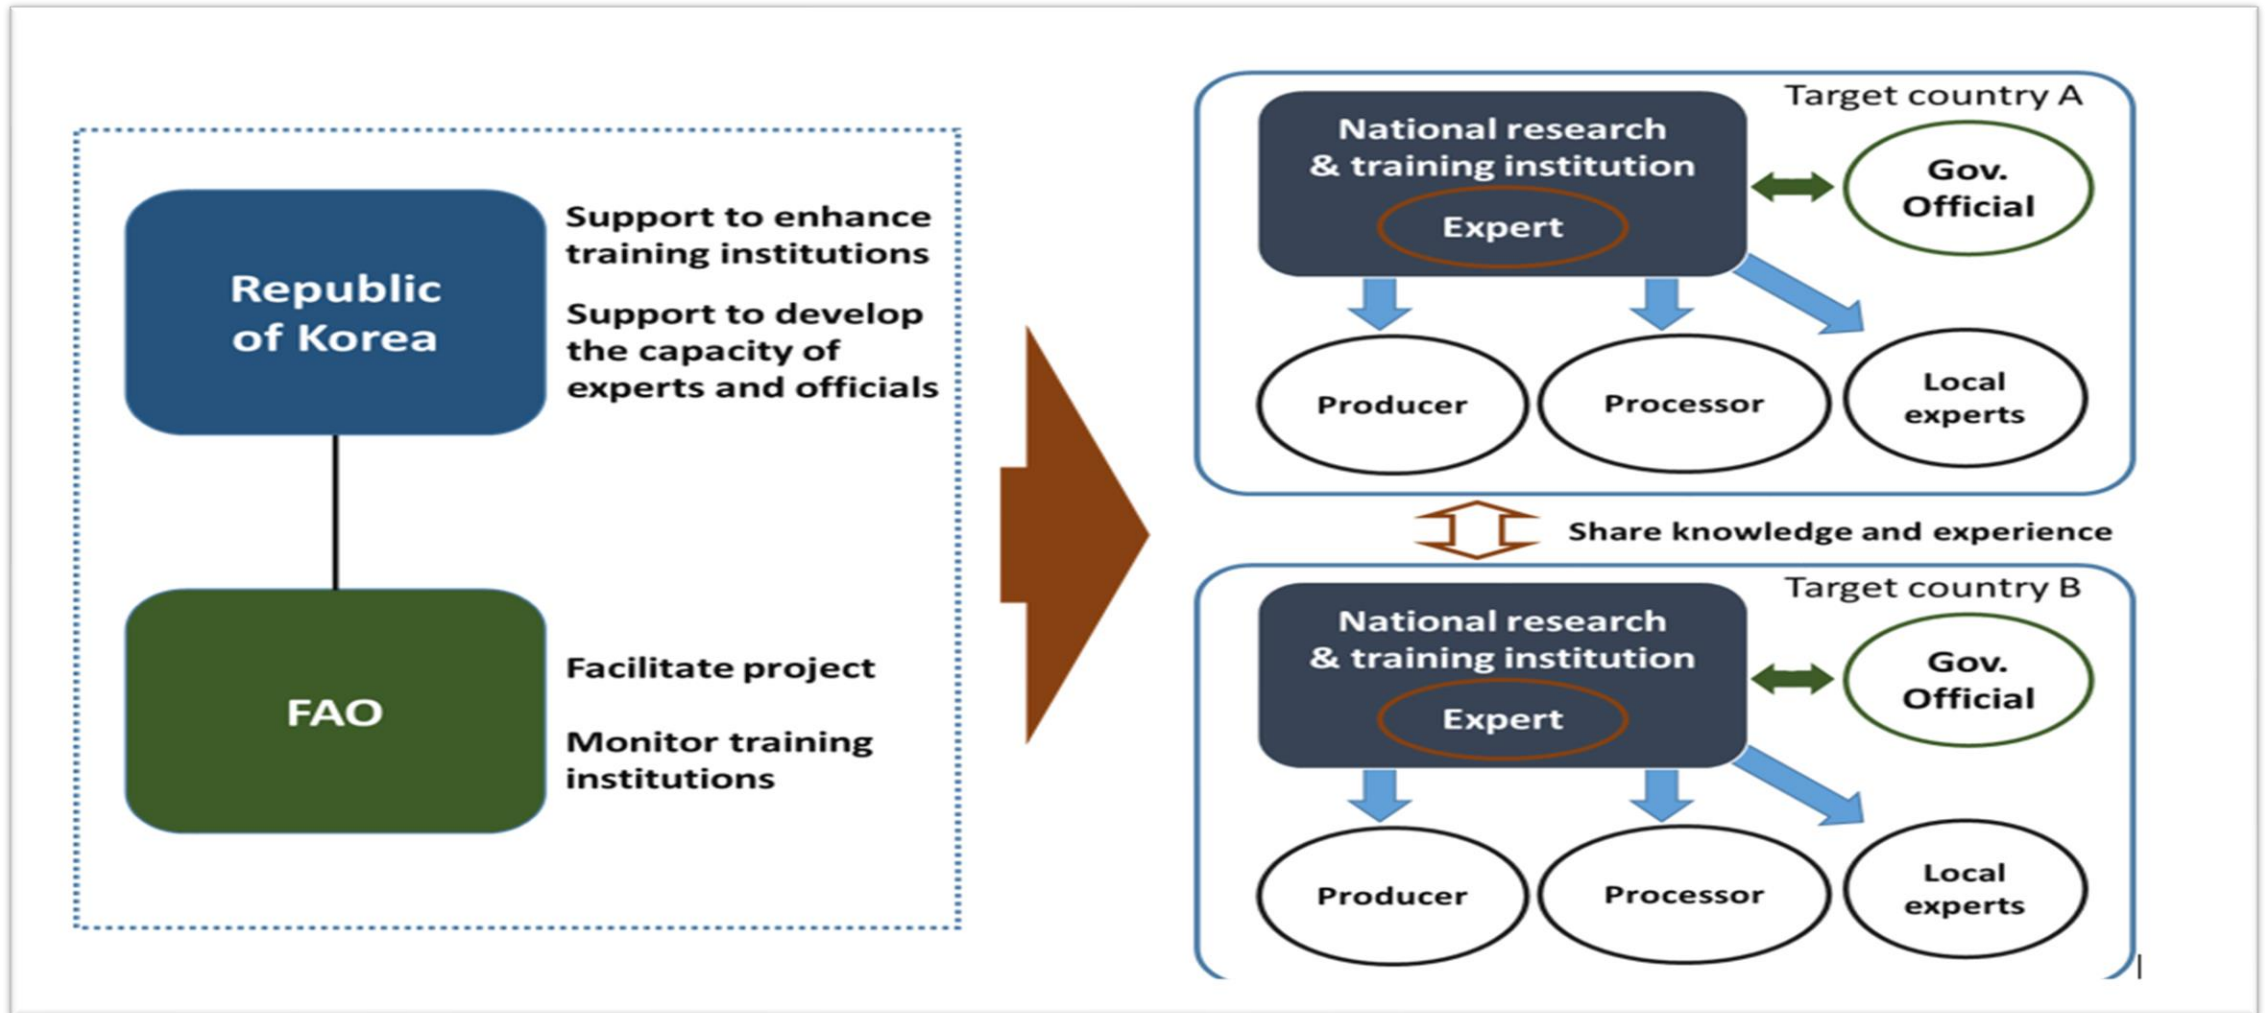 Republic
of Korea
Support to enhance
training institutions
Support to develop
the capacity of
experts and officials
FAO
Facilitate project
Monitor training
institutions
Target country A
National research
& training institution
Expert
Gov.
Official
Producer
Processor
Local
experts
Share knowledge and experience
Target country B
National research
& training institution
Expert
Gov.
Official
Producer
Processor
Local
experts